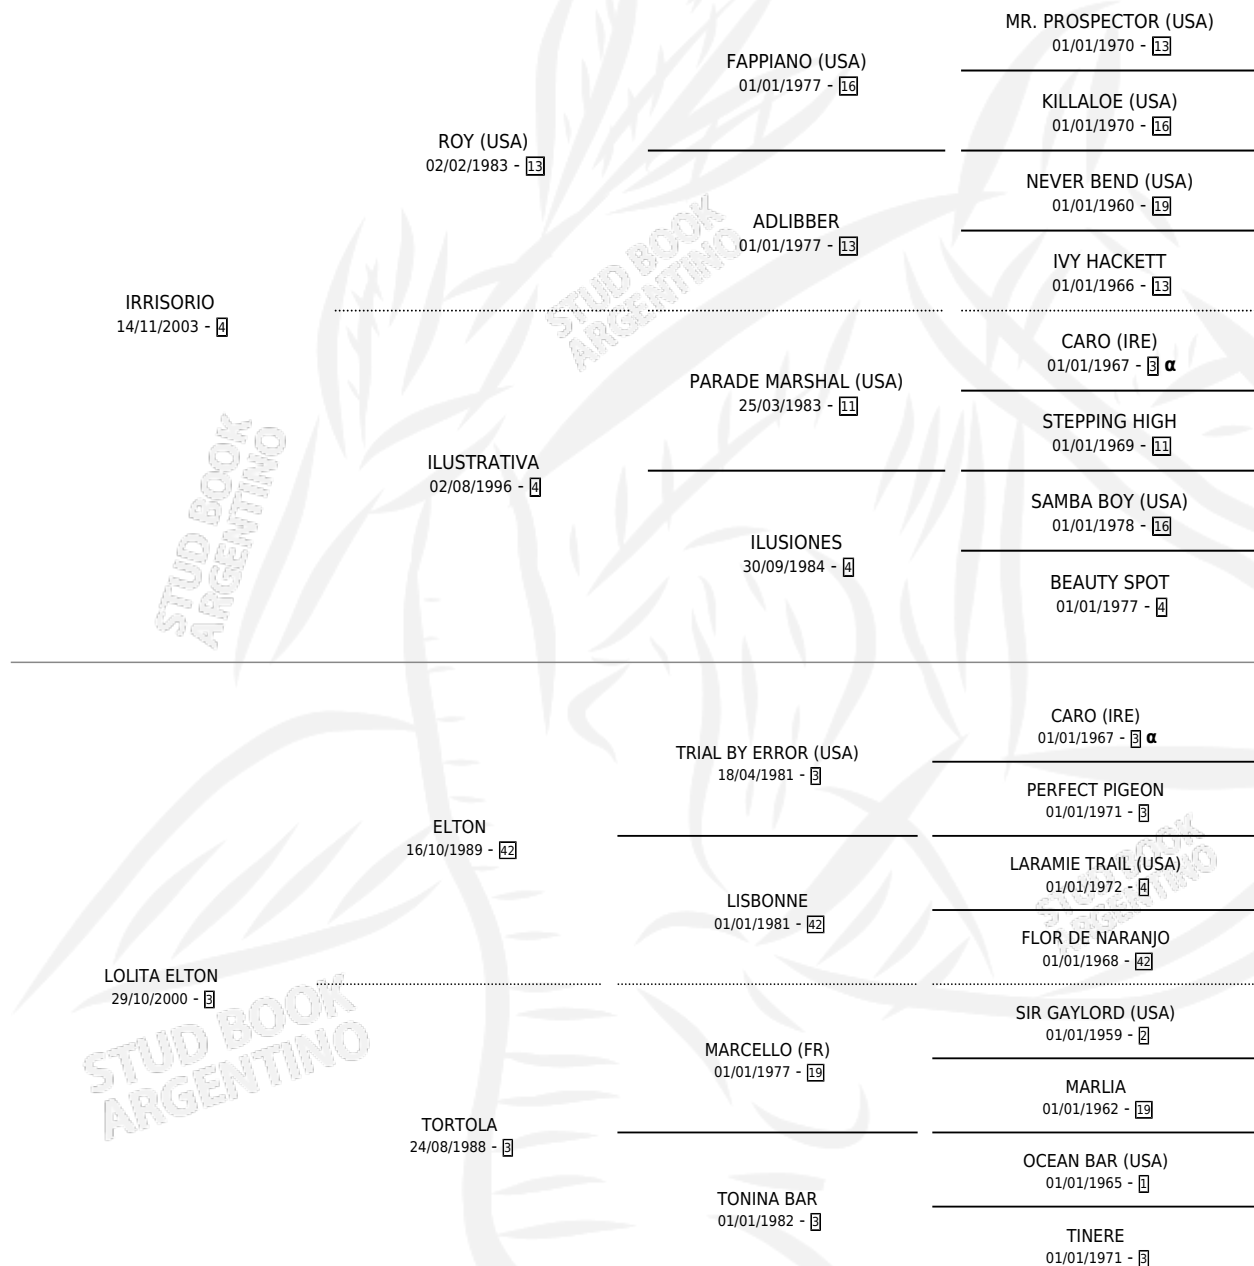 MR. PROSPECTOR (USA)
01/01/1970 - 13
FAPPIANO (USA)
01/01/1977 - 16
KILLALOE (USA)
01/01/1970 - 16
ROY (USA)
02/02/1983 - 13
NEVER BEND (USA)
01/01/1960 - 19
ADLIBBER
01/01/1977 - 13
IVY HACKETT
01/01/1966 - 13
IRRISORIO
14/11/2003 - 4
CARO (IRE)
01/01/1967 - 3 α
PARADE MARSHAL (USA)
25/03/1983 - 11
STEPPING HIGH
01/01/1969 - 11
ILUSTRATIVA
02/08/1996 - 4
SAMBA BOY (USA)
01/01/1978 - 16
ILUSIONES
30/09/1984 - 4
BEAUTY SPOT
01/01/1977 - 4
STUD BOOK
ARGENTINO
STUD BOOK
ARGENTINO
CARO (IRE)
01/01/1967 - 3 α
TRIAL BY ERROR (USA)
18/04/1981 - 3
PERFECT PIGEON
01/01/1971 - 3
ELTON
16/10/1989 - 42
LARAMIE TRAIL (USA)
01/01/1972 - 4
LISBONNE
01/01/1981 - 42
FLOR DE NARANJO
01/01/1968 - 42
LOLITA ELTON
29/10/2000 - 3
SIR GAYLORD (USA)
01/01/1959 - 2
MARCELLO (FR)
01/01/1977 - 19
MARLIA
01/01/1962 - 19
TORTOLA
24/08/1988 - 3
OCEAN BAR (USA)
01/01/1965 - 1
TONINA BAR
01/01/1982 - 3
TINERE
01/01/1971 - 3
STUD BOOK
ARGENTINO
STUD BOOK
ARGENTINO